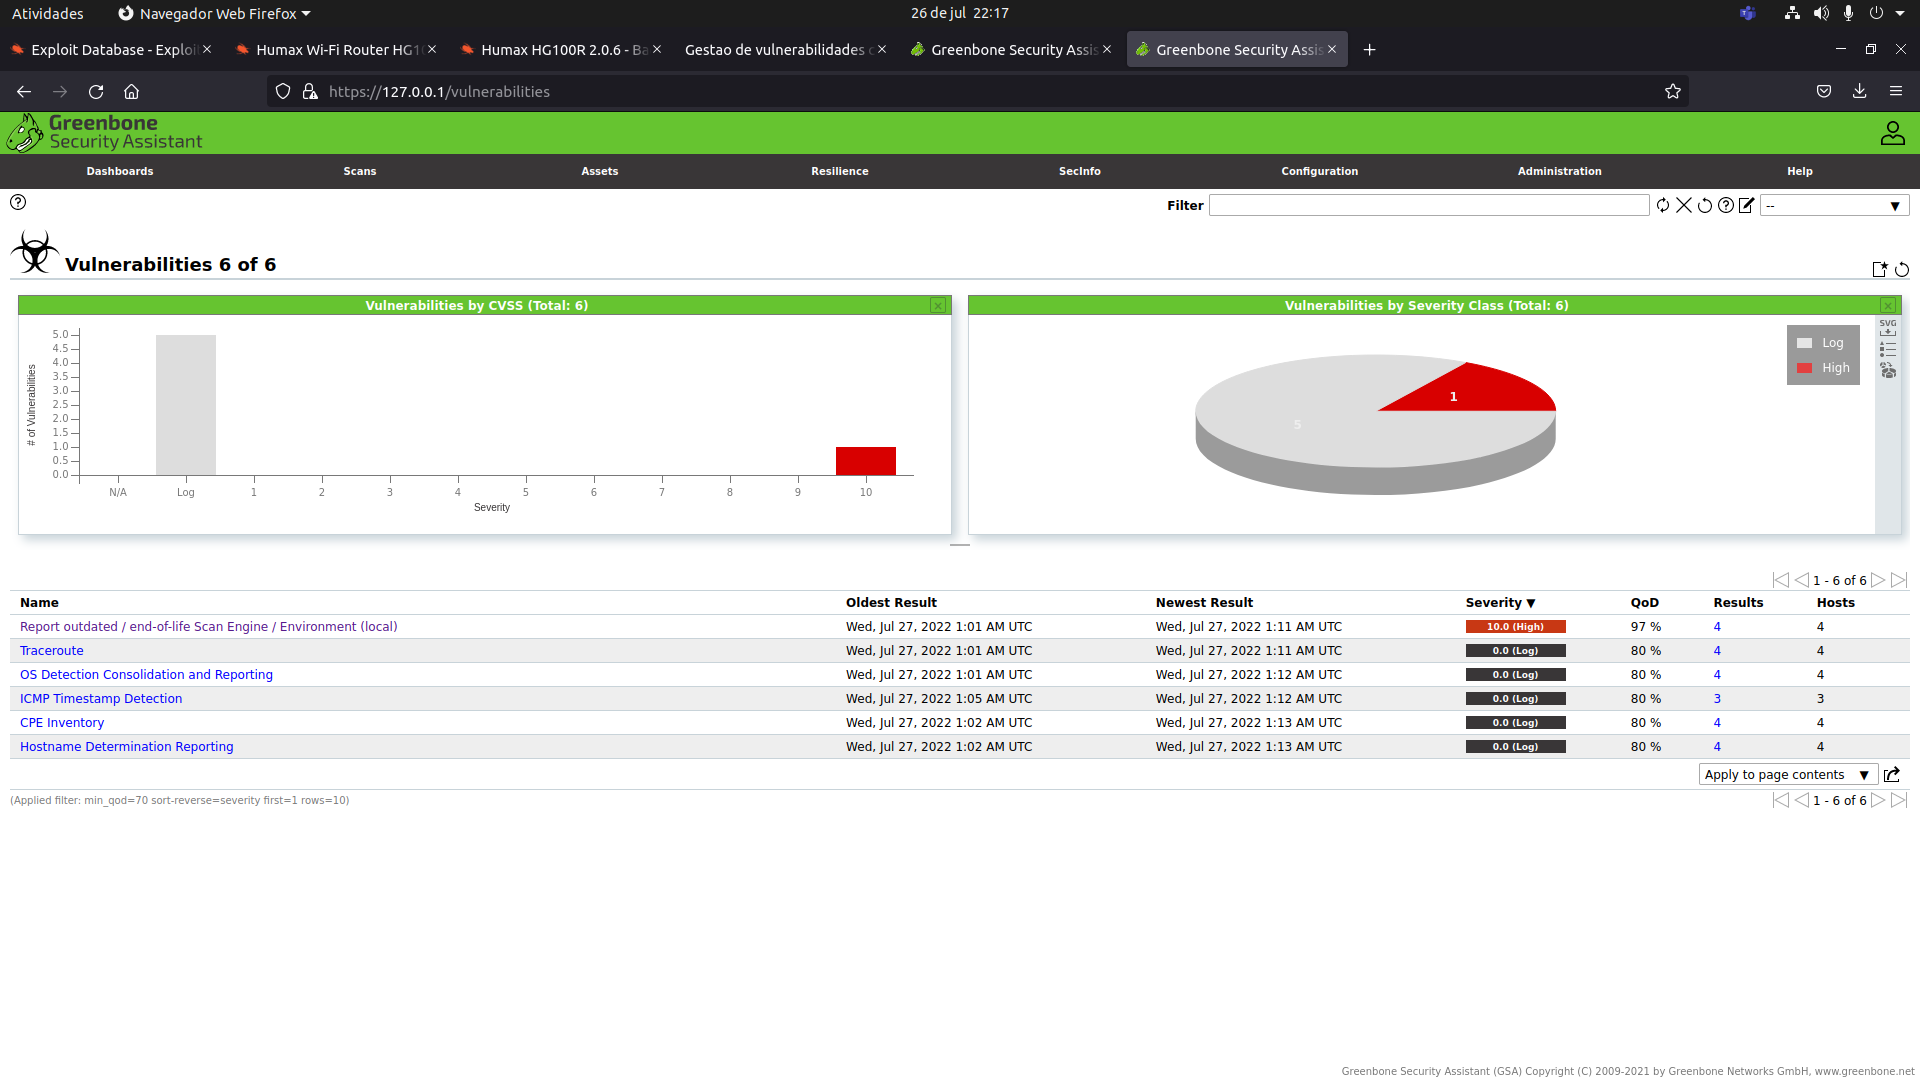 Atividades
Navegador Web Firefox
26 de jul 22:17
Exploit Database - Exploi
Humax Wi-Fi Router HG1
Humax HG100R 2.0.6 - Ba
Gestao de vulnerabilidades
Greenbone Security Assis
Greenbone Security Assis
https://127.0.0.1/vulnerabilities
Greenbone
Security Assistant
Dashboards Scans Assets Resilience SecInfo Configuration Administration Help
Filter
--
Vulnerabilities 6 of 6
Vulnerabilities by CVSS (Total: 6)
# of Vulnerabilities
5.0
4.5
4.0
3.5
3.0
2.5
2.0
1.5
1.0
0.5
0.0
N/A Log 1 2 3 4 5 6 7 8 9 10
Severity
Vulnerabilities by Severity Class (Total: 6)
1
5
Log
High
SVG
1 - 6 of 6
Name Oldest Result Newest Result Severity ▼ QoD Results Hosts
Report outdated / end-of-life Scan Engine / Environment (local) Wed, Jul 27, 2022 1:01 AM UTC Wed, Jul 27, 2022 1:11 AM UTC 10.0 (High) 97 % 4 4
Traceroute Wed, Jul 27, 2022 1:01 AM UTC Wed, Jul 27, 2022 1:11 AM UTC 0.0 (Log) 80 % 4 4
OS Detection Consolidation and Reporting Wed, Jul 27, 2022 1:01 AM UTC Wed, Jul 27, 2022 1:12 AM UTC 0.0 (Log) 80 % 4 4
ICMP Timestamp Detection Wed, Jul 27, 2022 1:05 AM UTC Wed, Jul 27, 2022 1:12 AM UTC 0.0 (Log) 80 % 3 3
CPE Inventory Wed, Jul 27, 2022 1:02 AM UTC Wed, Jul 27, 2022 1:13 AM UTC 0.0 (Log) 80 % 4 4
Hostname Determination Reporting Wed, Jul 27, 2022 1:02 AM UTC Wed, Jul 27, 2022 1:13 AM UTC 0.0 (Log) 80 % 4 4
Apply to page contents ▼
(Applied filter: min_qod=70 sort-reverse=severity first=1 rows=10)
1 - 6 of 6
Greenbone Security Assistant (GSA) Copyright (C) 2009-2021 by Greenbone Networks GmbH, www.greenbone.net